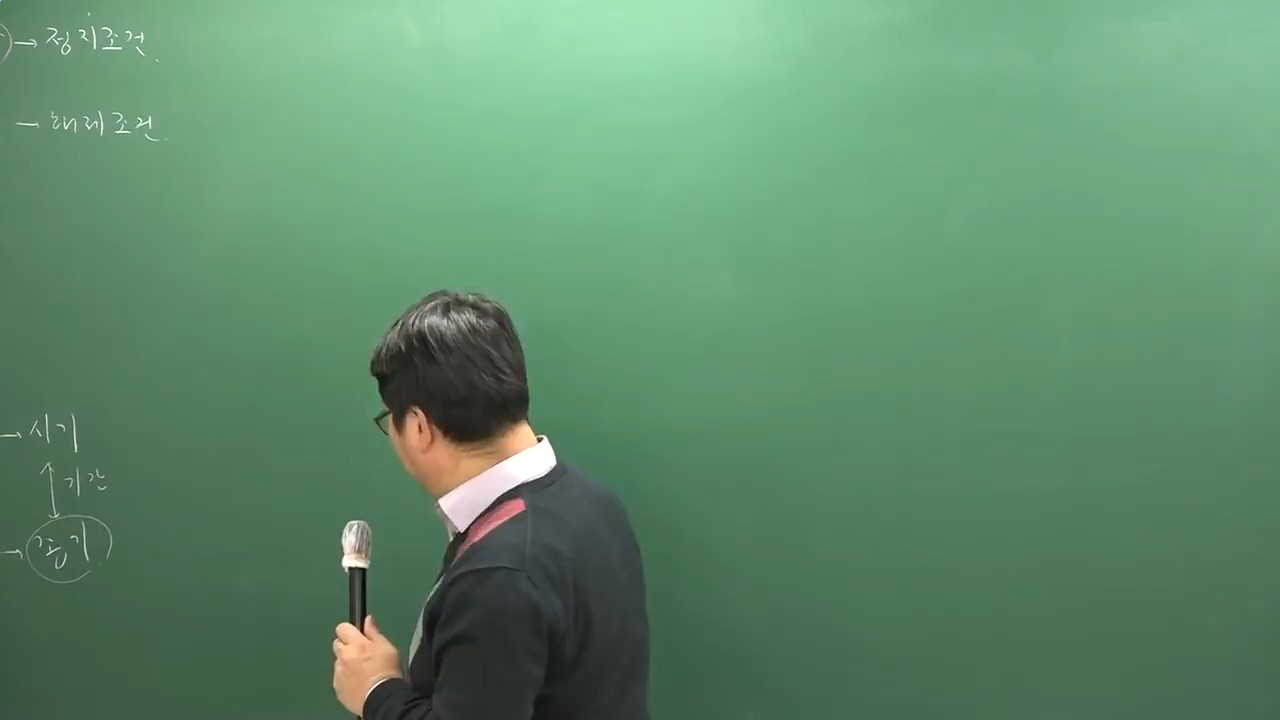 → 정지조건.
→ 해제조건.
→ 시기
↕ 기간
→ 종기